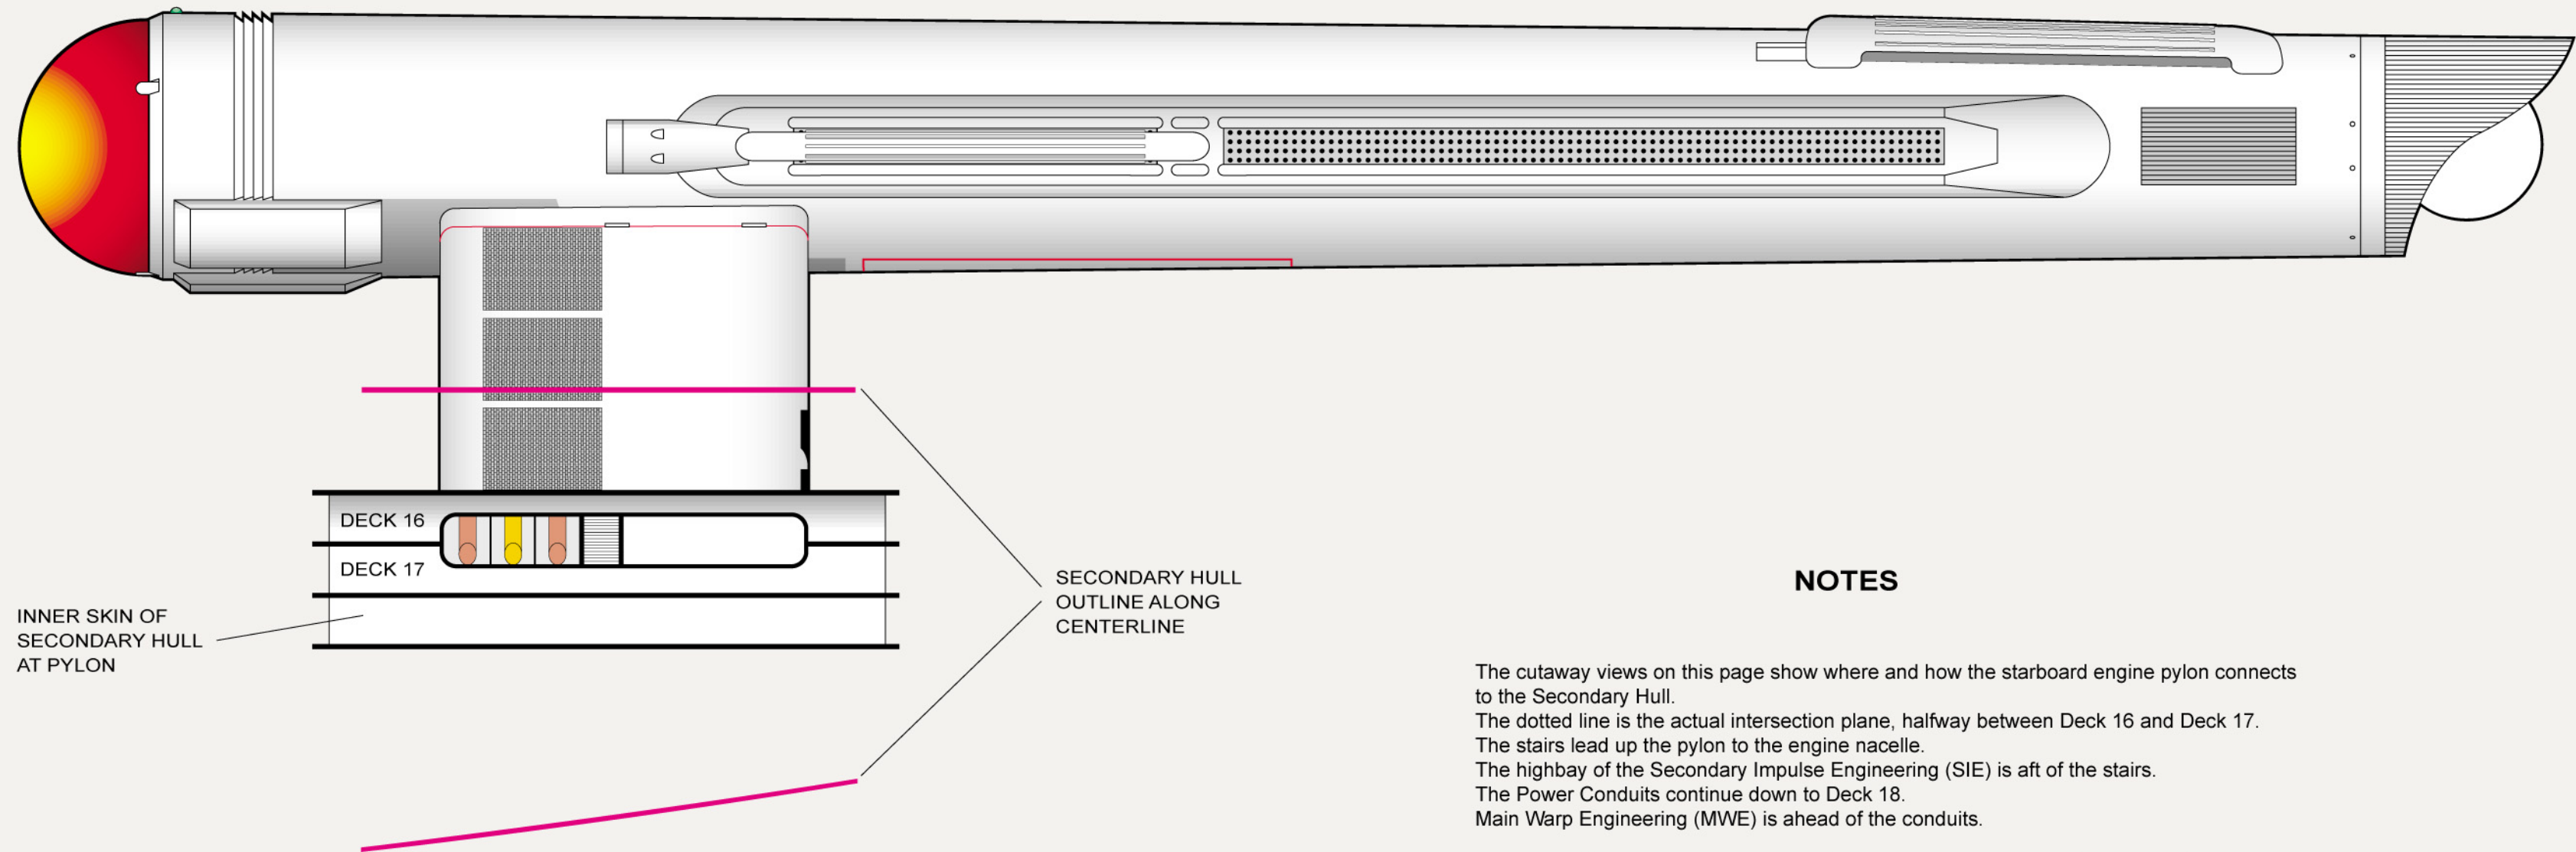 DECK 16
DECK 17
INNER SKIN OF
SECONDARY HULL
AT PYLON
SECONDARY HULL
OUTLINE ALONG
CENTERLINE
NOTES
The cutaway views on this page show where and how the starboard engine pylon connects
to the Secondary Hull.
The dotted line is the actual intersection plane, halfway between Deck 16 and Deck 17.
The stairs lead up the pylon to the engine nacelle.
The highbay of the Secondary Impulse Engineering (SIE) is aft of the stairs.
The Power Conduits continue down to Deck 18.
Main Warp Engineering (MWE) is ahead of the conduits.